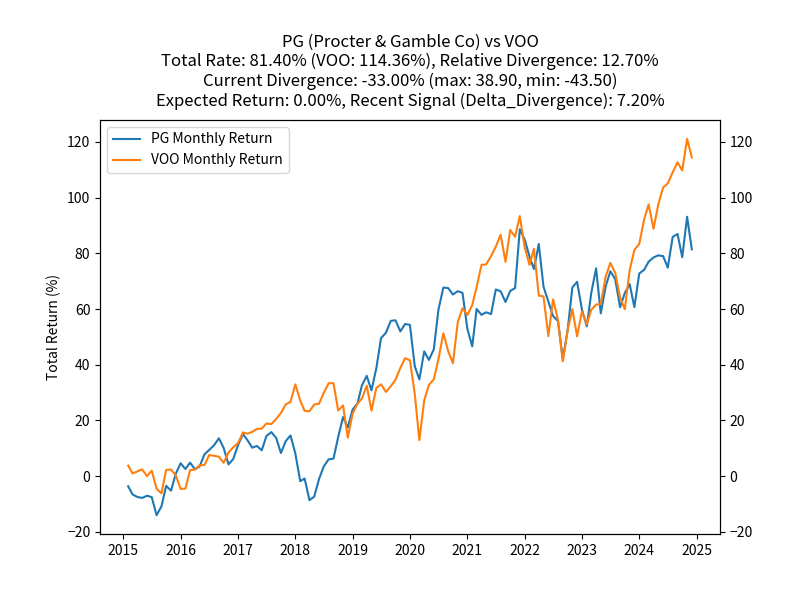 PG (Procter & Gamble Co) vs VOO
Total Rate: 81.40% (VOO: 114.36%), Relative Divergence: 12.70%
Current Divergence: -33.00% (max: 38.90, min: -43.50)
Expected Return: 0.00%, Recent Signal (Delta_Divergence): 7.20%
PG Monthly Return
VOO Monthly Return
Total Return (%)
120
100
80
60
40
20
0
−20
120
100
80
60
40
20
0
−20
2015 2016 2017 2018 2019 2020 2021 2022 2023 2024 2025